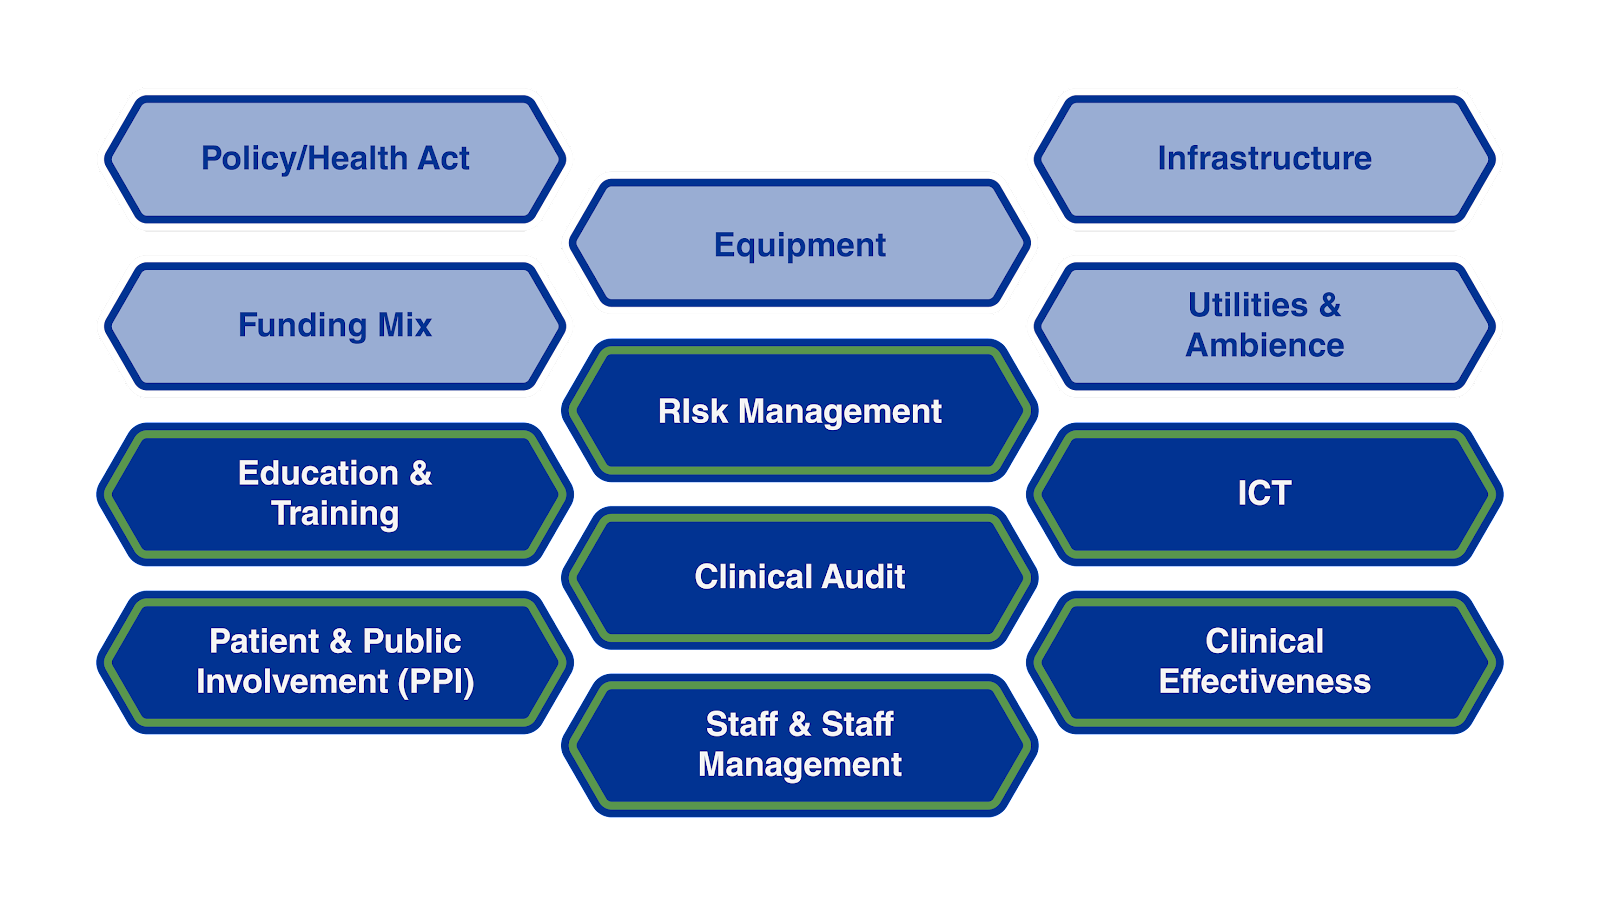 Policy/Health Act
Infrastructure
Equipment
Funding Mix
Utilities &
Ambience
RIsk Management
Education &
Training
ICT
Clinical Audit
Patient & Public
Involvement (PPI)
Clinical
Effectiveness
Staff & Staff
Management